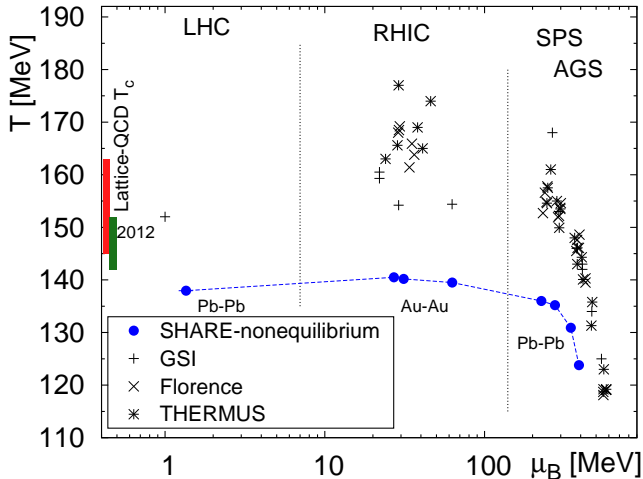 LHC
RHIC
SPS
AGS
T [MeV]
190
180
170
160
150
140
130
120
110
Lattice-QCD T_c
2012
Pb-Pb
Au-Au
Pb-Pb
SHARE-nonequilibrium
GSI
Florence
THERMUS
1
10
100
μ_B [MeV]